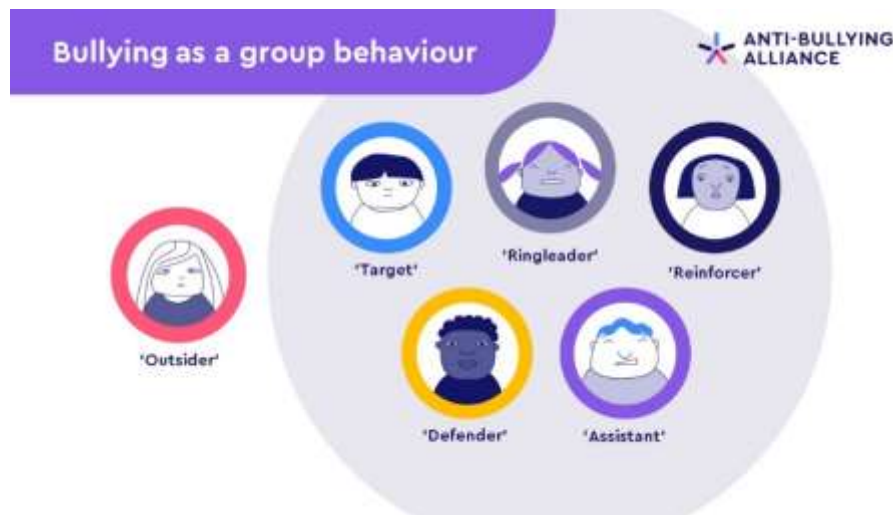 Bullying as a group behaviour
ANTI-BULLYING
ALLIANCE
'Target'
'Ringleader'
'Reinforcer'
'Outsider'
'Defender'
'Assistant'